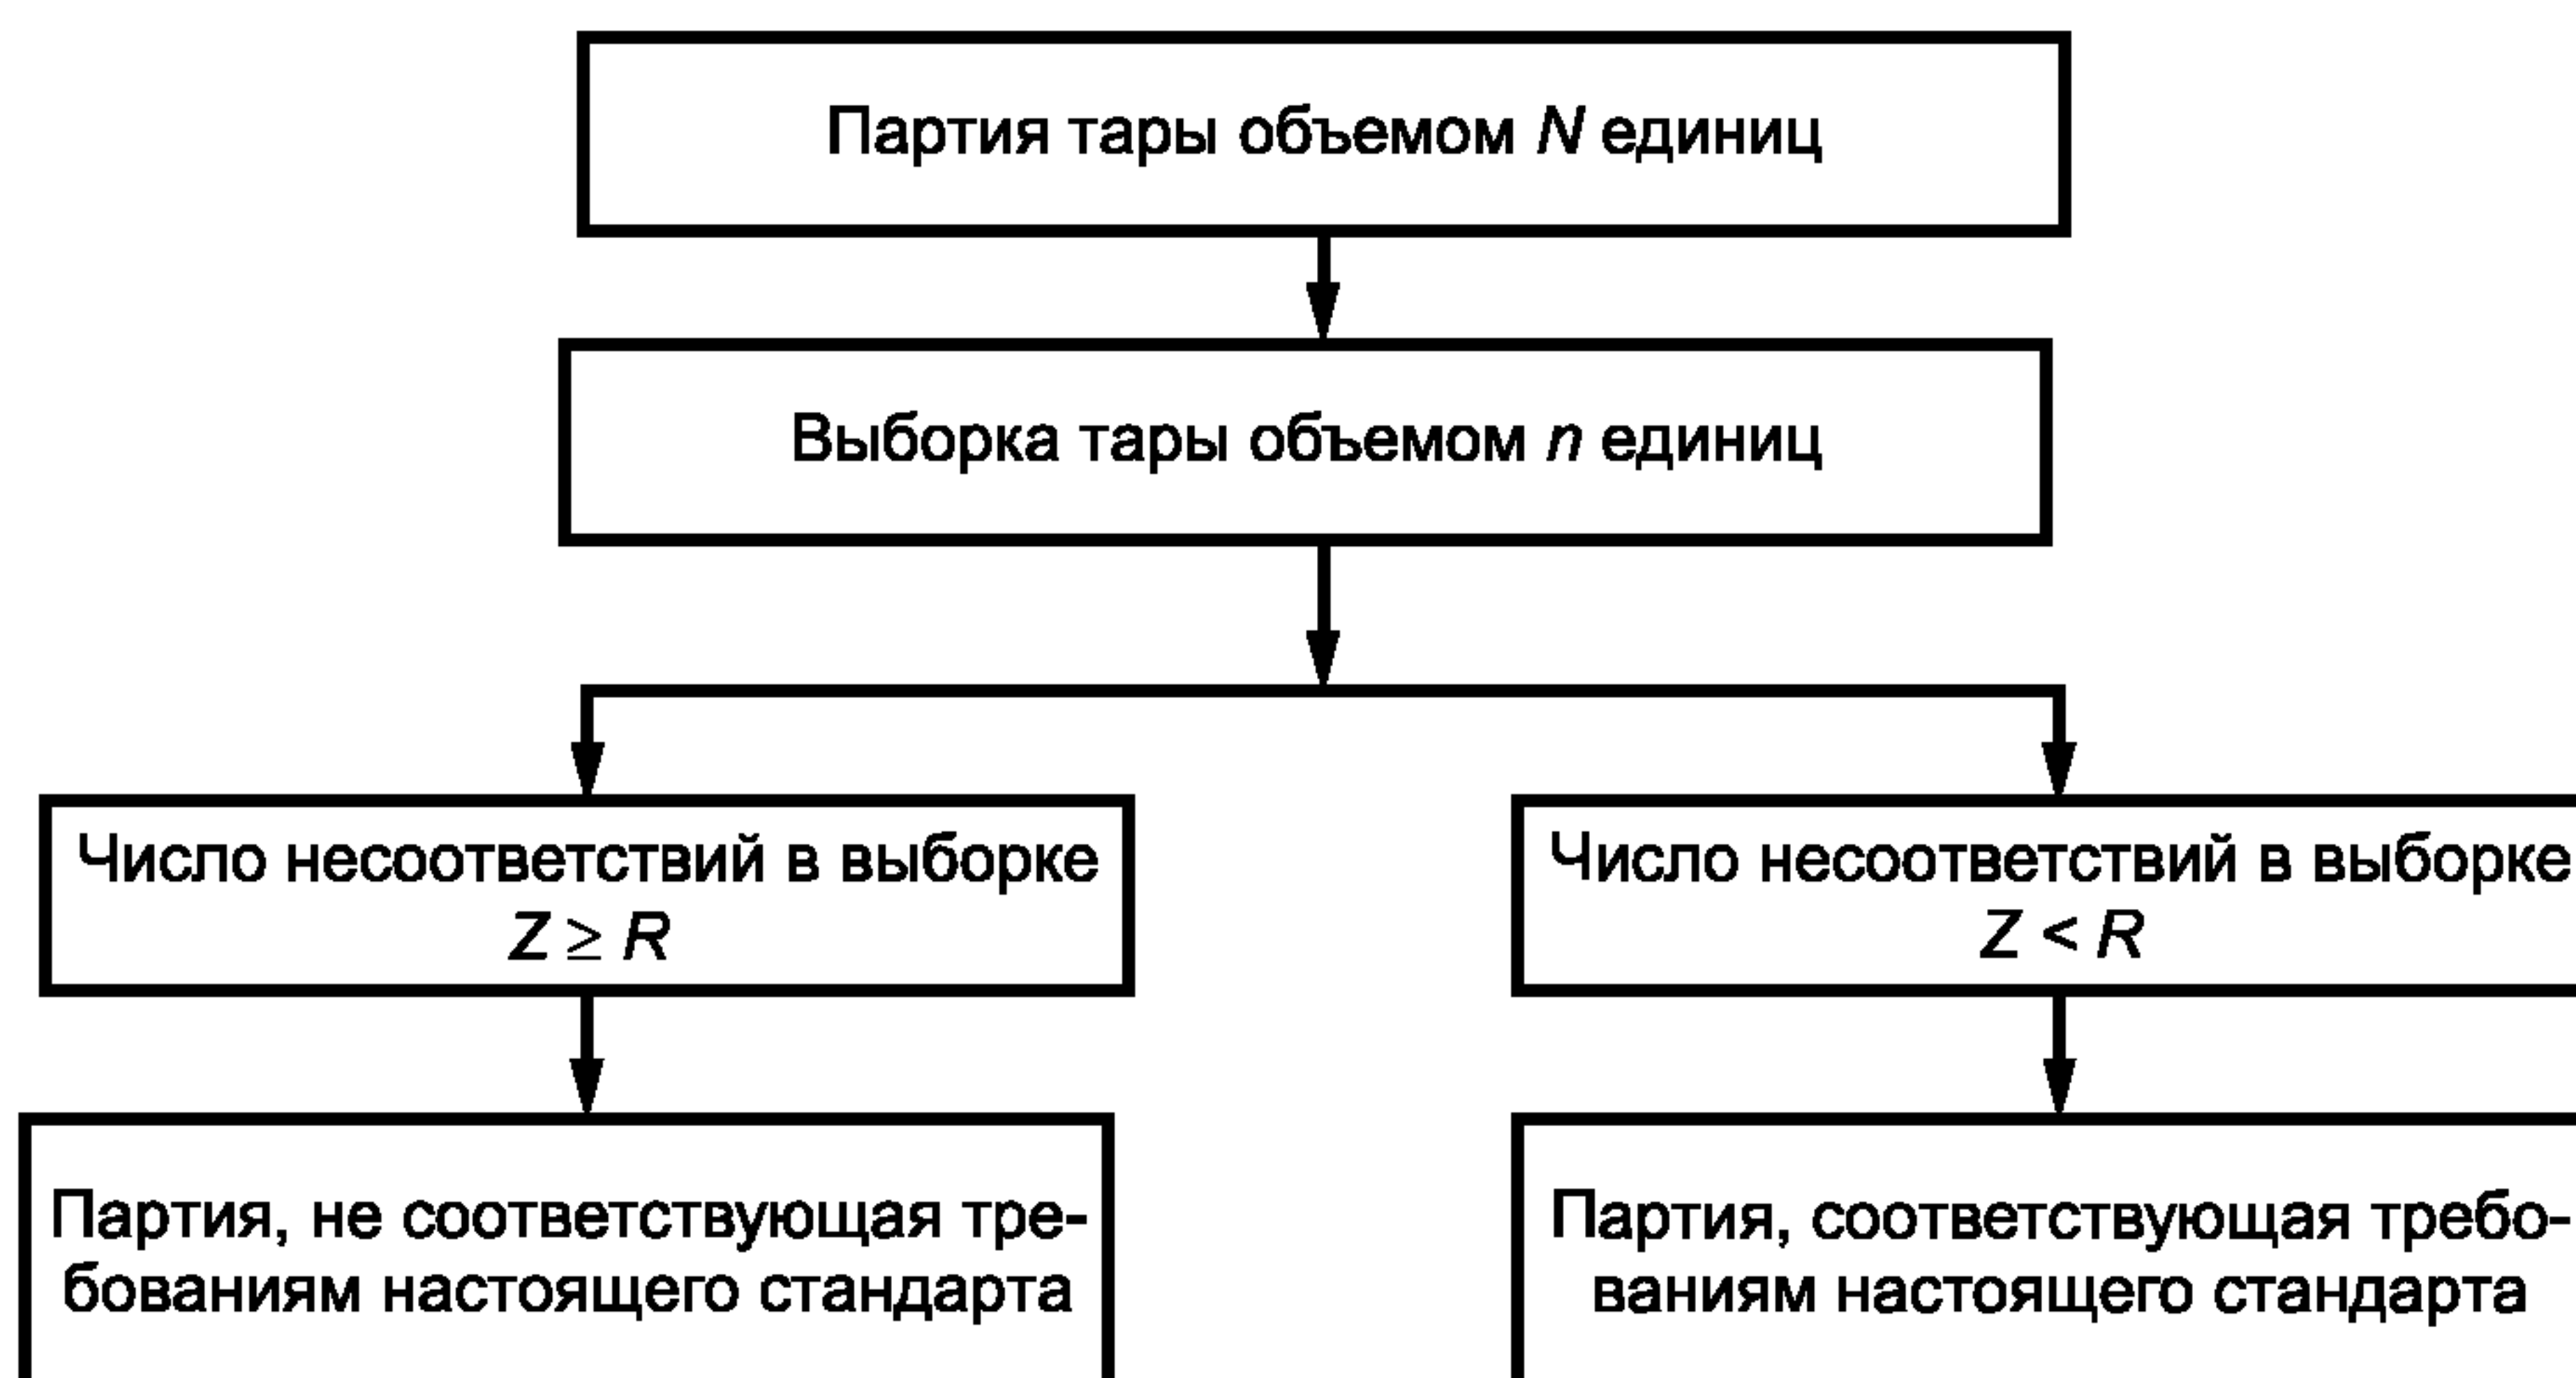 Партия тары объемом N единиц
Выборка тары объемом n единиц
Число несоответствий в выборке
Z ≥ R
Число несоответствий в выборке
Z < R
Партия, не соответствующая тре-
бованиям настоящего стандарта
Партия, соответствующая требо-
ваниям настоящего стандарта